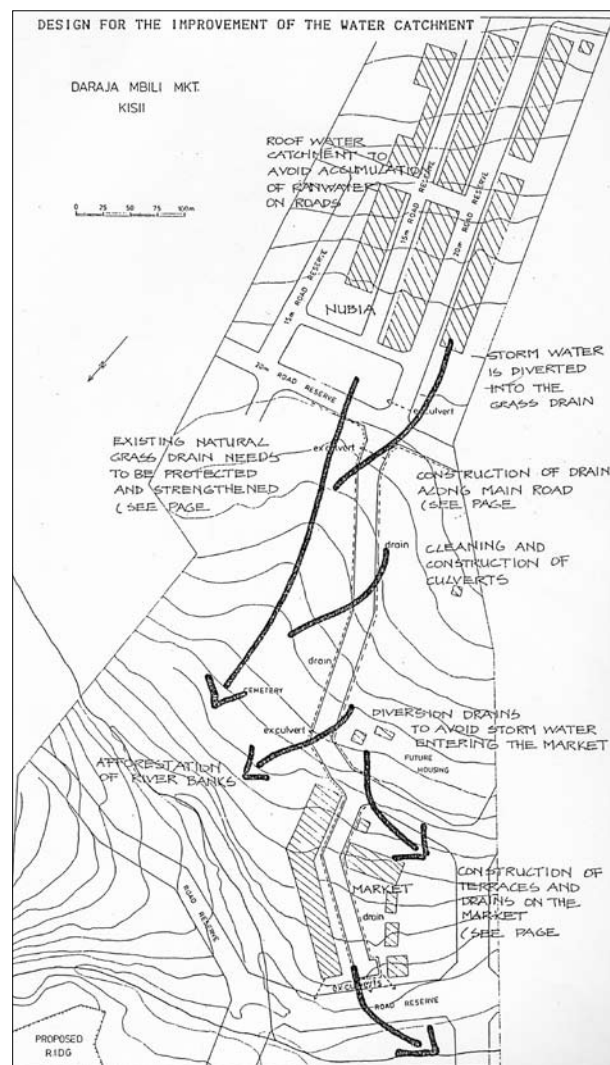 DESIGN FOR THE IMPROVEMENT OF THE WATER CATCHMENT
DARAJA MBILI MKT.
KISII
0 25 50 75 100m
ROOF WATER
CATCHMENT TO
AVOID ACCUMULATION
OF RAINWATER
ON ROADS
15m ROAD RESERVE
15m ROAD RESERVE
20m ROAD RESERVE
NUBIA
20m ROAD RESERVE
STORM WATER
IS DIVERTED
INTO THE
GRASS DRAIN
ex culvert
ex culvert
EXISTING NATURAL
GRASS DRAIN NEEDS
TO BE PROTECTED
AND STRENGTHENED
(SEE PAGE
CONSTRUCTION OF DRAIN
ALONG MAIN ROAD
(SEE PAGE
drain
CLEANING AND
CONSTRUCTION OF
CULVERTS
drain
CEMETERY
ex culvert
DIVERSION DRAINS
TO AVOID STORM WATER
ENTERING THE MARKET
FUTURE
HOUSING
AFFORESTATION
OF RIVER BANKS
MARKET
drain
CONSTRUCTION OF
TERRACES AND
DRAINS ON THE
MARKET
(SEE PAGE
ROAD RESERVE
ex culverts
ROAD RESERVE
PROPOSED
RIDG